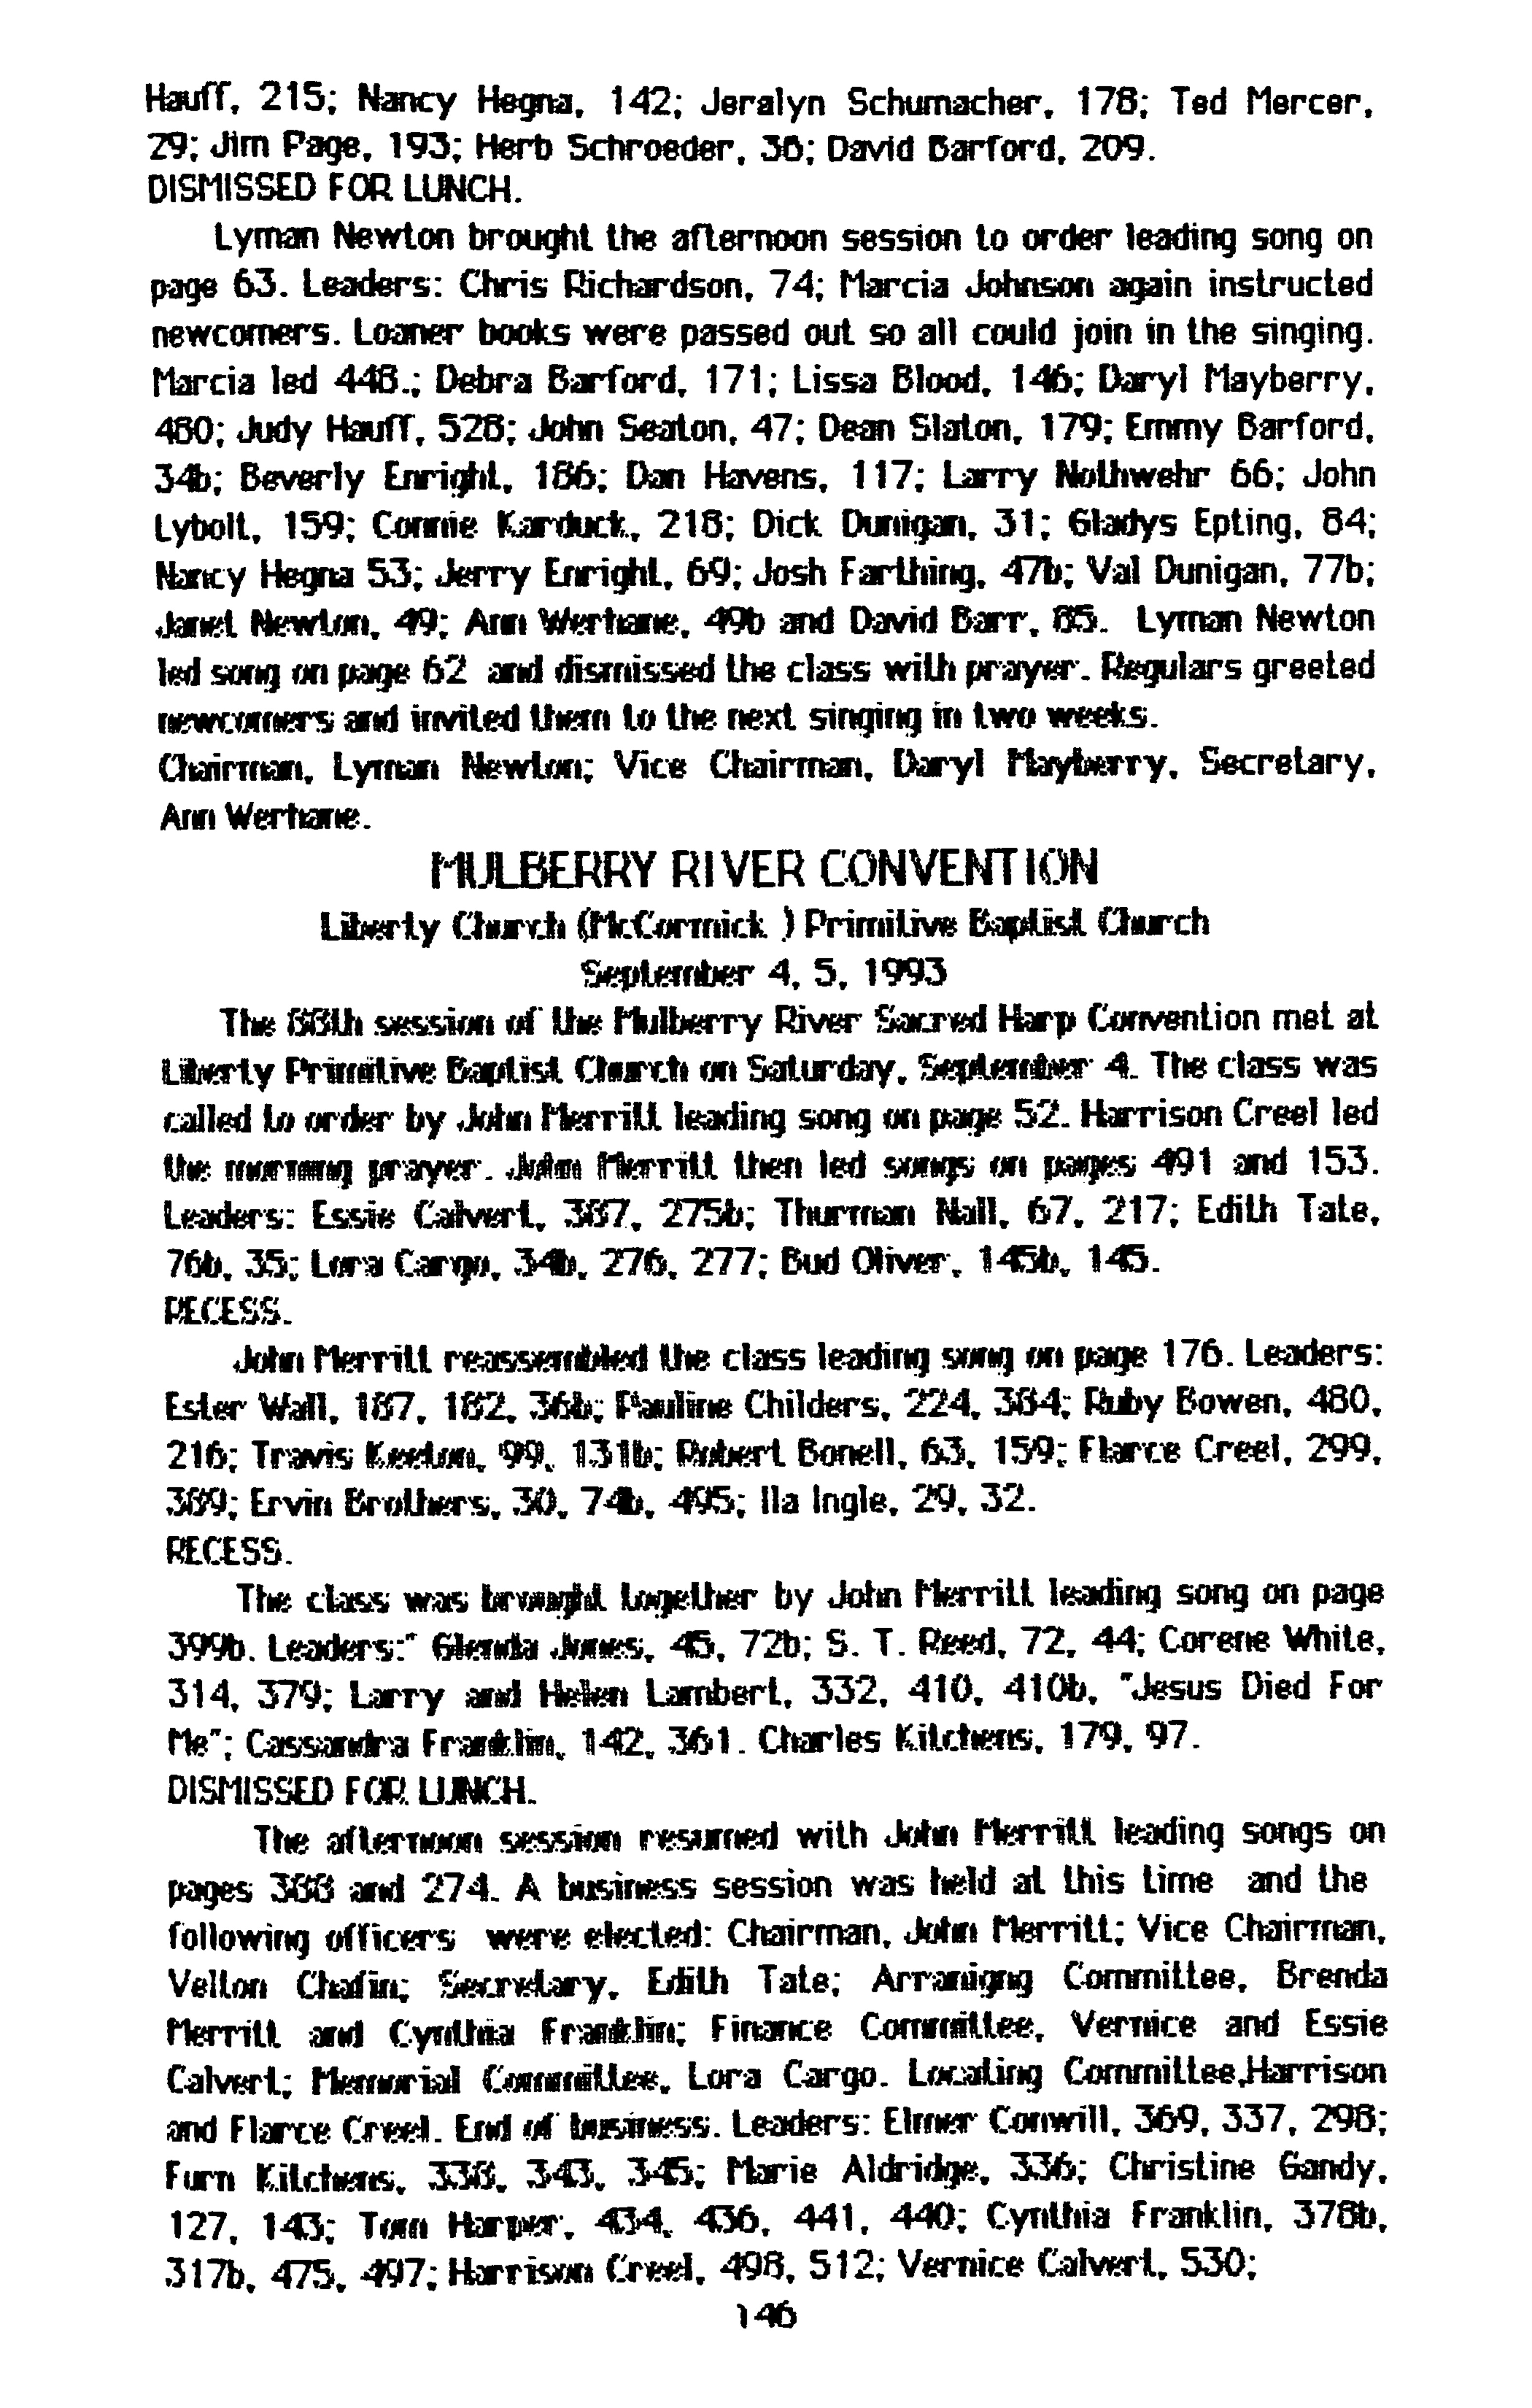 Hauff, 215; Nancy Hegna, 142; Jeralyn Schumacher, 178; Ted Mercer,
29; Jim Page, 193; Herb Schroeder, 38; David Barford, 209.
DISMISSED FOR LUNCH.
Lyman Newton brought the afternoon session to order leading song on
page 63. Leaders: Chris Richardson, 74; Marcia Johnson again instructed
newcomers. Loaner books were passed out so all could join in the singing.
Marcia led 448.; Debra Barford, 171; Lissa Blood, 146; Daryl Mayberry,
480; Judy Hauff, 528; John Seaton, 47; Dean Slaton, 179; Emmy Barford,
34b; Beverly Enright, 186; Dan Havens, 117; Larry Nothwehr 66; John
Lybolt, 159; Connie Karduck, 218; Dick Dunigan, 31; Gladys Epting, 84;
Nancy Hegna 53; Jerry Enright, 69; Josh Farthing, 47b; Val Dunigan, 77b;
Janet Newton, 49; Ann Werhane, 49b and David Barr, 85. Lyman Newton
led song on page 62 and dismissed the class with prayer. Regulars greeted
newcomers and invited them to the next singing in two weeks.
Chairman, Lyman Newton; Vice Chairman, Daryl Mayberry, Secretary,
Ann Werhane.
MULBERRY RIVER CONVENTION
Liberty Church (McCormick ) Primitive Baptist Church
September 4, 5, 1993
The 88th session of the Mulberry River Sacred Harp Convention met at
Liberty Primitive Baptist Church on Saturday, September 4. The class was
called to order by John Merritt leading song on page 52. Harrison Creel led
the morning prayer. John Merritt then led songs on pages 491 and 153.
Leaders: Essie Calvert, 387, 275b; Thurman Nall, 67, 217; Edith Tate,
76b, 35; Lora Cargo, 34b, 276, 277; Bud Oliver, 145b, 145.
RECESS.
John Merritt reassembled the class leading song on page 176. Leaders:
Ester Wall, 187, 182, 36b; Pauline Childers, 224, 384; Ruby Bowen, 480,
216; Travis Keeton, 99, 131b; Robert Bonell, 63, 159; Flarce Creel, 299,
389; Ervin Brothers, 30, 74b, 495; Ila Ingle, 29, 32.
RECESS.
The class was brought together by John Merritt leading song on page
399b. Leaders:" Glenda Jones, 45, 72b; S. T. Reed, 72, 44; Corene White,
314, 379; Larry and Helen Lambert, 332, 410, 410b, "Jesus Died For
Me"; Cassandra Franklin, 142, 361. Charles Kitchens, 179, 97.
DISMISSED FOR LUNCH.
The afternoon session resumed with John Merritt leading songs on
pages 388 and 274. A business session was held at this time and the
following officers were elected: Chairman, John Merritt; Vice Chairman,
Velton Chafin; Secretary, Edith Tate; Arranigng Committee, Brenda
Merritt and Cynthia Franklin; Finance Committee, Vernice and Essie
Calvert; Memorial Committee, Lora Cargo. Locating Committee,Harrison
and Flarce Creel. End of business. Leaders: Elmer Conwill, 369, 337, 298;
Furn Kitchens, 338, 343, 345; Marie Aldridge, 336; Christine Gandy,
127, 143; Tom Harper, 434, 436, 441, 440; Cynthia Franklin, 378b,
317b, 475, 497; Harrison Creel, 498, 512; Vernice Calvert, 530;
146